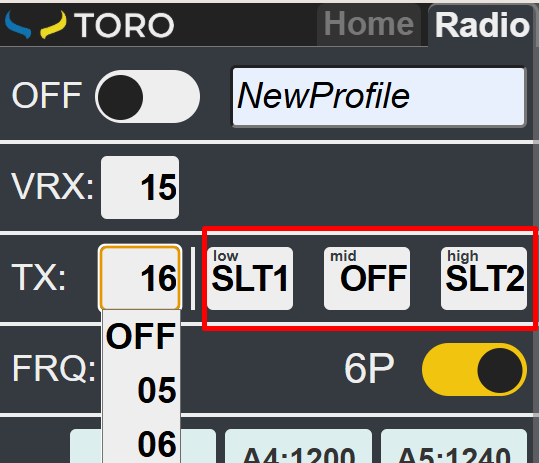 TORO Home Radio
OFF NewProfile
VRX: 15
low mid high
TX: 16 SLT1 OFF SLT2
OFF
FRQ: 6P
05
06 A4:1200 A5:1240